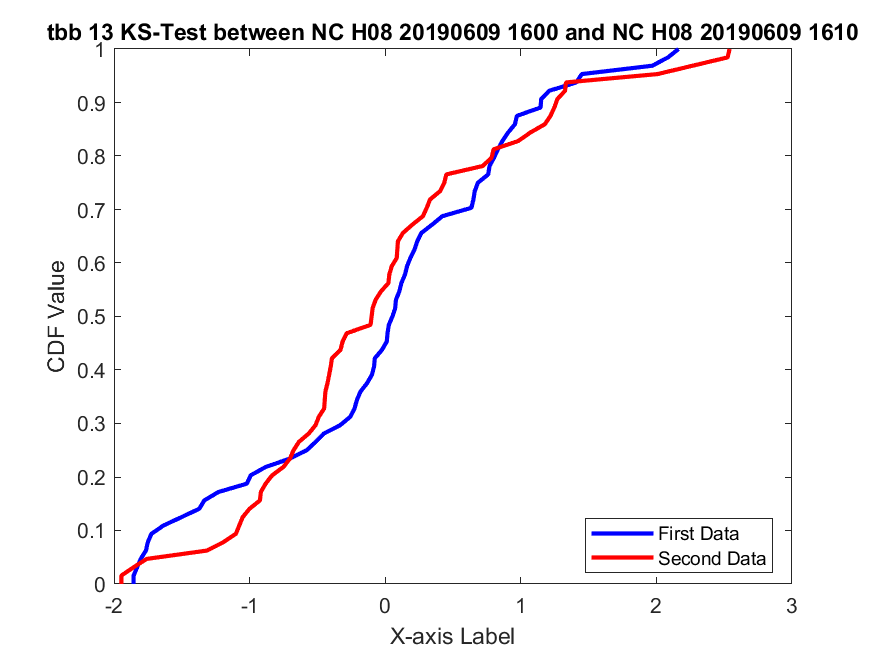 tbb 13 KS-Test between NC H08 20190609 1600 and NC H08 20190609 1610
1
0.9
0.8
0.7
0.6
0.5
0.4
0.3
0.2
0.1
0
CDF Value
First Data
Second Data
-2 -1 0 1 2 3
X-axis Label